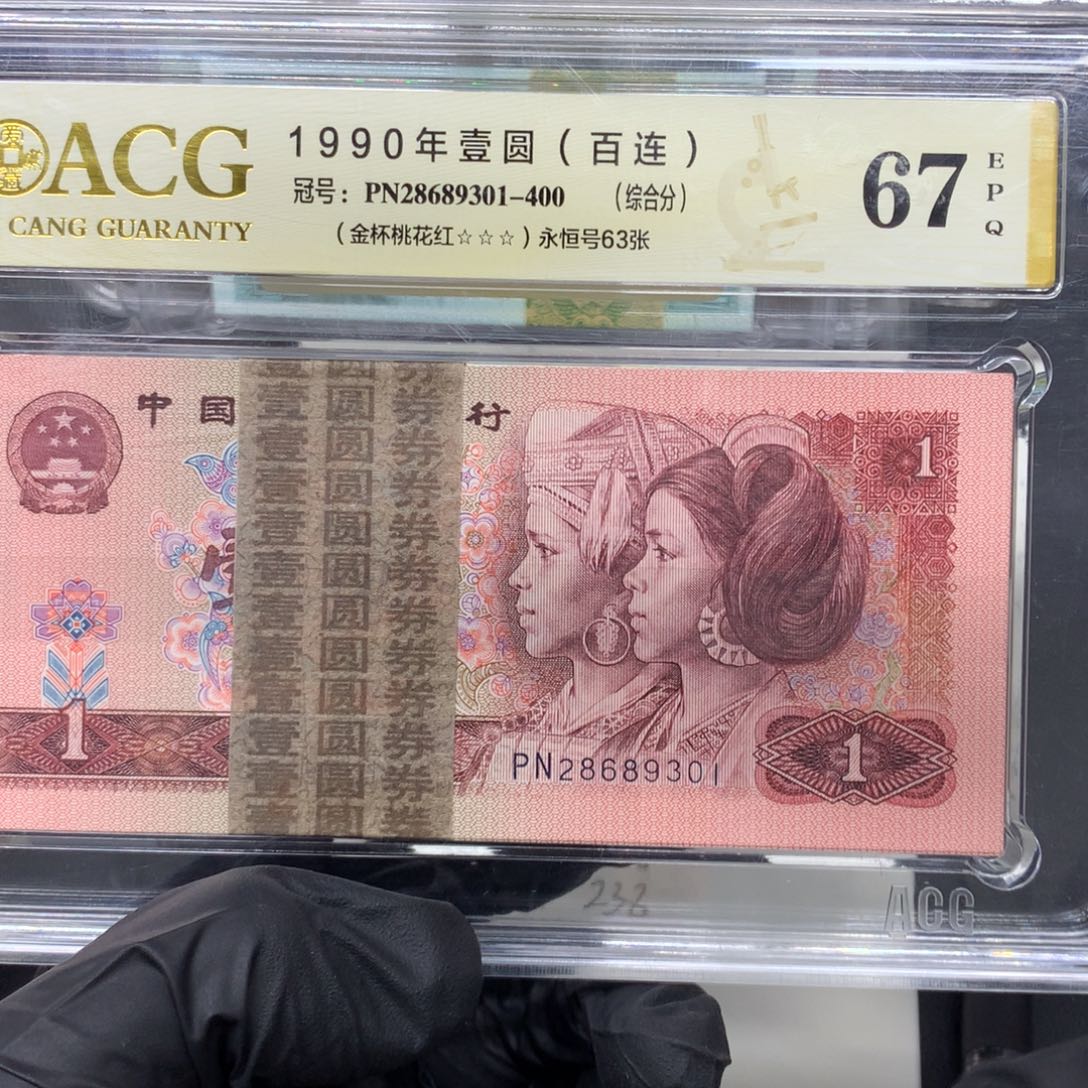 ACG
CANG GUARANTY
1990年壹圆（百连）
冠号：PN28689301-400 （综合分）
（金杯桃花红☆☆☆）永恒号63张
67
EPQ
中国
行
1
壹圆券
壹圆券
壹圆券
壹圆券
壹圆券
壹圆券
壹圆券
壹圆券
壹圆券
壹圆券
1
PN28689301
1
238
ACG